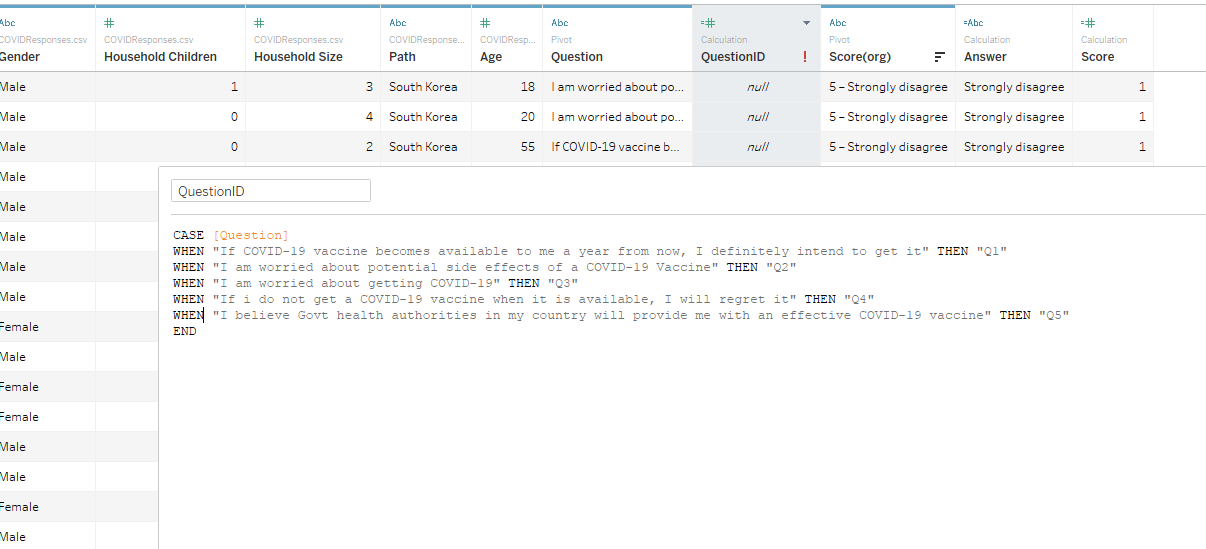 Abc # # Abc # Abc =# Abc =Abc =#
COVIDResponses.csv COVIDResponses.csv COVIDResponses.csv COVIDResponse... COVIDResp... Pivot Calculation Pivot Calculation Calculation
Gender Household Children Household Size Path Age Question QuestionID ! Score(org) Answer Score
Male 1 3 South Korea 18 I am worried about po... null 5 – Strongly disagree Strongly disagree 1
Male 0 4 South Korea 20 I am worried about po... null 5 – Strongly disagree Strongly disagree 1
Male 0 2 South Korea 55 If COVID-19 vaccine b... null 5 – Strongly disagree Strongly disagree 1
Male
Male
Male
Male
Male
Female
Male
Female
Female
Male
Male
Female
Male
QuestionID
CASE [Question]
WHEN "If COVID-19 vaccine becomes available to me a year from now, I definitely intend to get it" THEN "Q1"
WHEN "I am worried about potential side effects of a COVID-19 Vaccine" THEN "Q2"
WHEN "I am worried about getting COVID-19" THEN "Q3"
WHEN "If i do not get a COVID-19 vaccine when it is available, I will regret it" THEN "Q4"
WHEN "I believe Govt health authorities in my country will provide me with an effective COVID-19 vaccine" THEN "Q5"
END